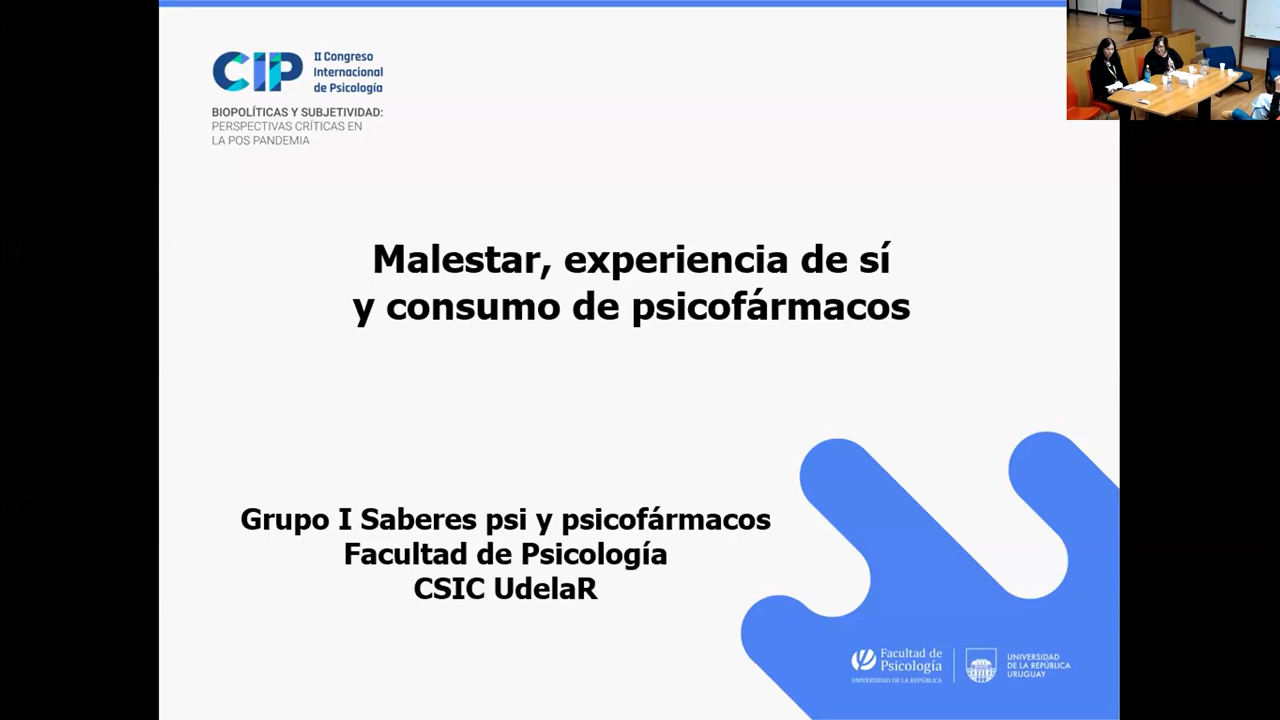 CIP
II Congreso
Internacional
de Psicología
BIOPOLÍTICAS Y SUBJETIVIDAD:
PERSPECTIVAS CRÍTICAS EN
LA POS PANDEMIA
Malestar, experiencia de sí
y consumo de psicofármacos
Grupo I Saberes psi y psicofármacos
Facultad de Psicología
CSIC UdelaR
Facultad de
Psicología
UNIVERSIDAD DE LA REPÚBLICA
UNIVERSIDAD
DE LA REPÚBLICA
URUGUAY